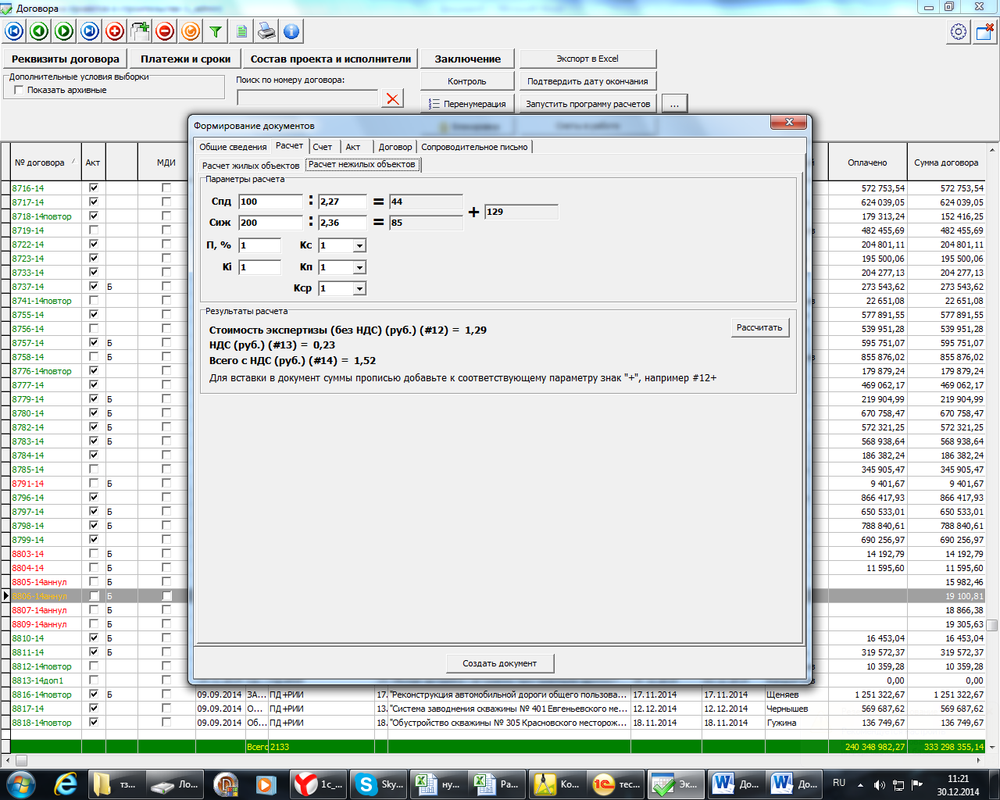 Договора
Реквизиты договора Платежи и сроки Состав проекта и исполнители Заключение Экспорт в Excel
Дополнительные условия выборки
Показать архивные
Поиск по номеру договора:
Контроль Подтвердить дату окончания
Перенумерация Запустить программу расчетов ...
Формирование документов
Общие сведения Расчет Счет Акт Договор Сопроводительное письмо
Расчет жилых объектов Расчет нежилых объектов
Параметры расчета
Спд 100 : 2,27 = 44
+ 129
Сиж 200 : 2,36 = 85
П, % 1 Кс 1
Ki 1 Кп 1
Кср 1
Результаты расчета
Стоимость экспертизы (без НДС) (руб.) (#12) = 1,29
Рассчитать
НДС (руб.) (#13) = 0,23
Всего с НДС (руб.) (#14) = 1,52
Для вставки в документ суммы прописью добавьте к соответствующему параметру знак "+", например #12+
Создать документ
№ договора Акт МДИ Оплачено Сумма договора
8716-14 572 753,54 572 753,54
8717-14 624 039,05 624 039,05
8718-14повтор 179 313,24 152 416,25
8719-14 482 455,69 482 455,69
8722-14 204 801,11 204 801,11
8723-14 195 500,06 195 500,06
8733-14 204 277,13 204 277,13
8737-14 Б 273 543,62 273 543,62
8741-14повтор 22 651,08 22 651,08
8755-14 577 891,55 577 891,55
8756-14 539 951,28 539 951,28
8757-14 Б 595 751,07 595 751,07
8758-14 Б 855 876,02 855 876,02
8776-14повтор 179 879,24 179 879,24
8777-14 469 062,17 469 062,17
8779-14 Б 219 904,99 219 904,99
8780-14 Б 670 758,47 670 758,47
8782-14 Б 572 321,25 572 321,25
8783-14 Б 568 938,64 568 938,64
8784-14 186 382,24 186 382,24
8785-14 345 905,47 345 905,47
8791-14 Б 9 401,67 9 401,67
8796-14 866 417,93 866 417,93
8797-14 Б 650 533,01 650 533,01
8798-14 Б 788 840,61 788 840,61
8799-14 690 256,97 690 256,97
8803-14 Б 14 192,79 14 192,79
8804-14 Б 11 595,60 11 595,60
8805-14аннул Б 15 982,46
8806-14аннул Б 19 100,81
8807-14аннул Б 18 866,38
8809-14аннул Б 19 305,63
8810-14 Б 16 453,04 16 453,04
8811-14 Б 319 572,37 319 572,37
8812-14повтор 10 359,28 10 359,28
8813-14доп1 0,00 0,00
8816-14повтор Б 09.09.2014 ЗА... ПД+РИИ 17. "Реконструкция автомобильной дороги общего пользова... 17.11.2014 17.11.2014 Щеняев 1 251 322,67 1 251 322,67
8817-14 09.09.2014 О... ПД+РИИ 13. "Система заводнения скважины № 401 Евгеньевского ме... 12.12.2014 12.12.2014 Чернышев 569 687,62 569 687,62
8818-14повтор 09.09.2014 Об... ПД+РИИ 18. "Обустройство скважины № 305 Красновского месторож... 18.11.2014 18.11.2014 Гужина 136 749,67 136 749,67
Всего 2133 240 348 982,27 333 298 355,14
тз... Ло... 1с_... Sky... ну... Ра... Ко... тес... Эк... До... До... RU 11:21
30.12.2014